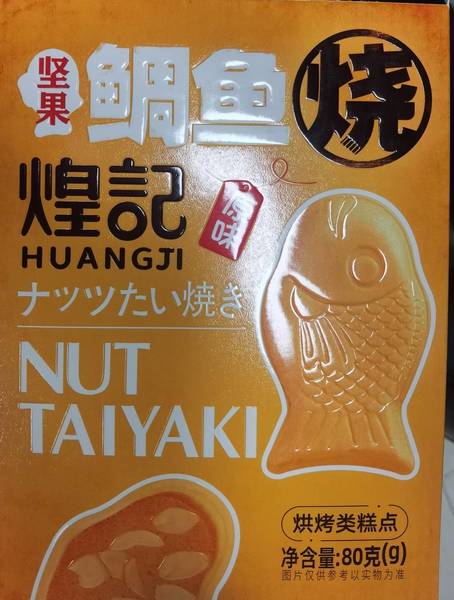 坚果
鲷鱼烧
煌記
原味
HUANGJI
ナッツたい焼き
NUT
TAIYAKI
烘烤类糕点
净含量:80克(g)
图片仅供参考以实物为准